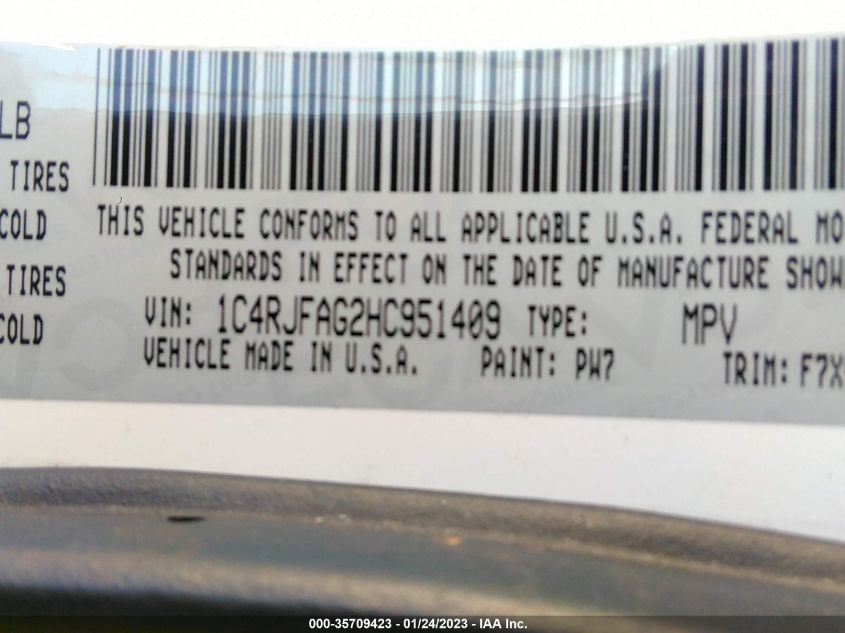 LB
TIRES
COLD
TIRES
COLD
THIS VEHICLE CONFORMS TO ALL APPLICABLE U.S.A. FEDERAL MO
STANDARDS IN EFFECT ON THE DATE OF MANUFACTURE SHOW
VIN: 1C4RJFAG2HC951409 TYPE: MPV
VEHICLE MADE IN U.S.A. PAINT: PW7 TRIM: F7X
000-35709423 - 01/24/2023 - IAA Inc.